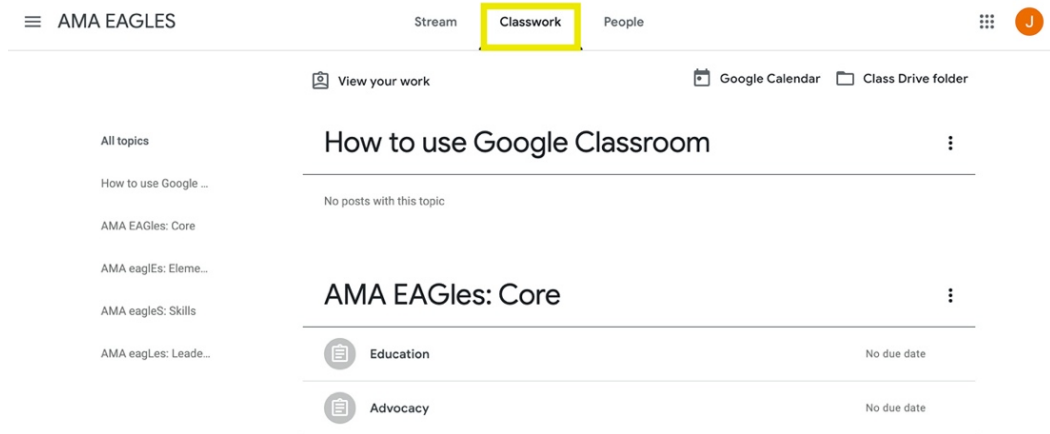 AMA EAGLES
Stream Classwork People
J
View your work
Google Calendar Class Drive folder
All topics
How to use Google ...
AMA EAGles: Core
AMA eaglEs: Eleme...
AMA eagleS: Skills
AMA eagLes: Leade...
How to use Google Classroom
No posts with this topic
AMA EAGles: Core
Education No due date
Advocacy No due date